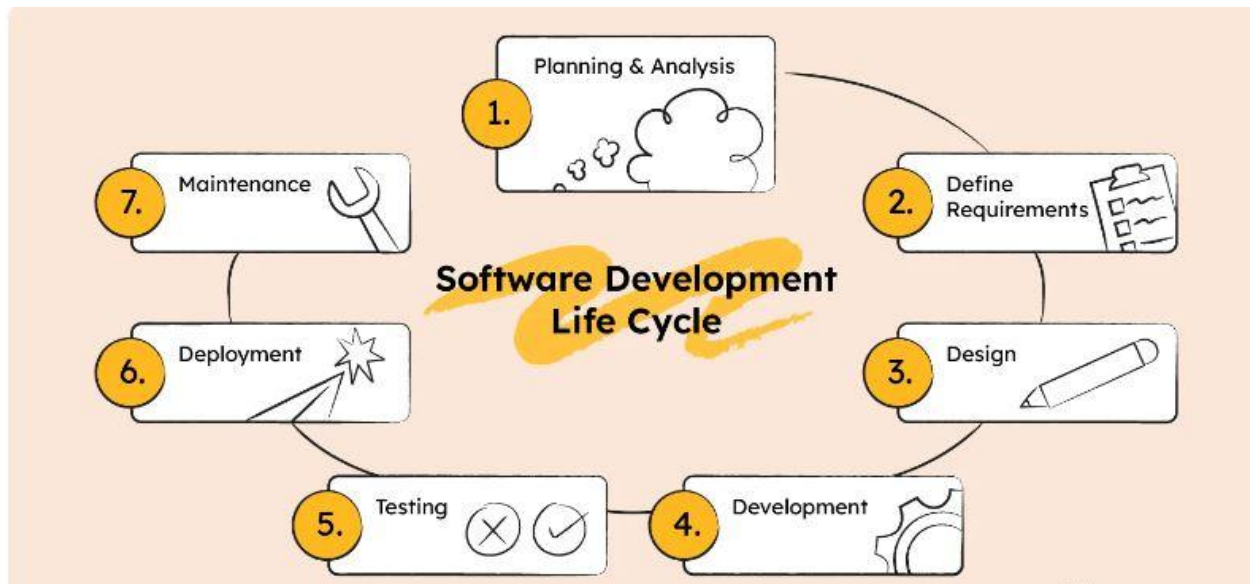 1.
Planning & Analysis
2.
Define
Requirements
3.
Design
4.
Development
5.
Testing
6.
Deployment
7.
Maintenance
Software Development
Life Cycle